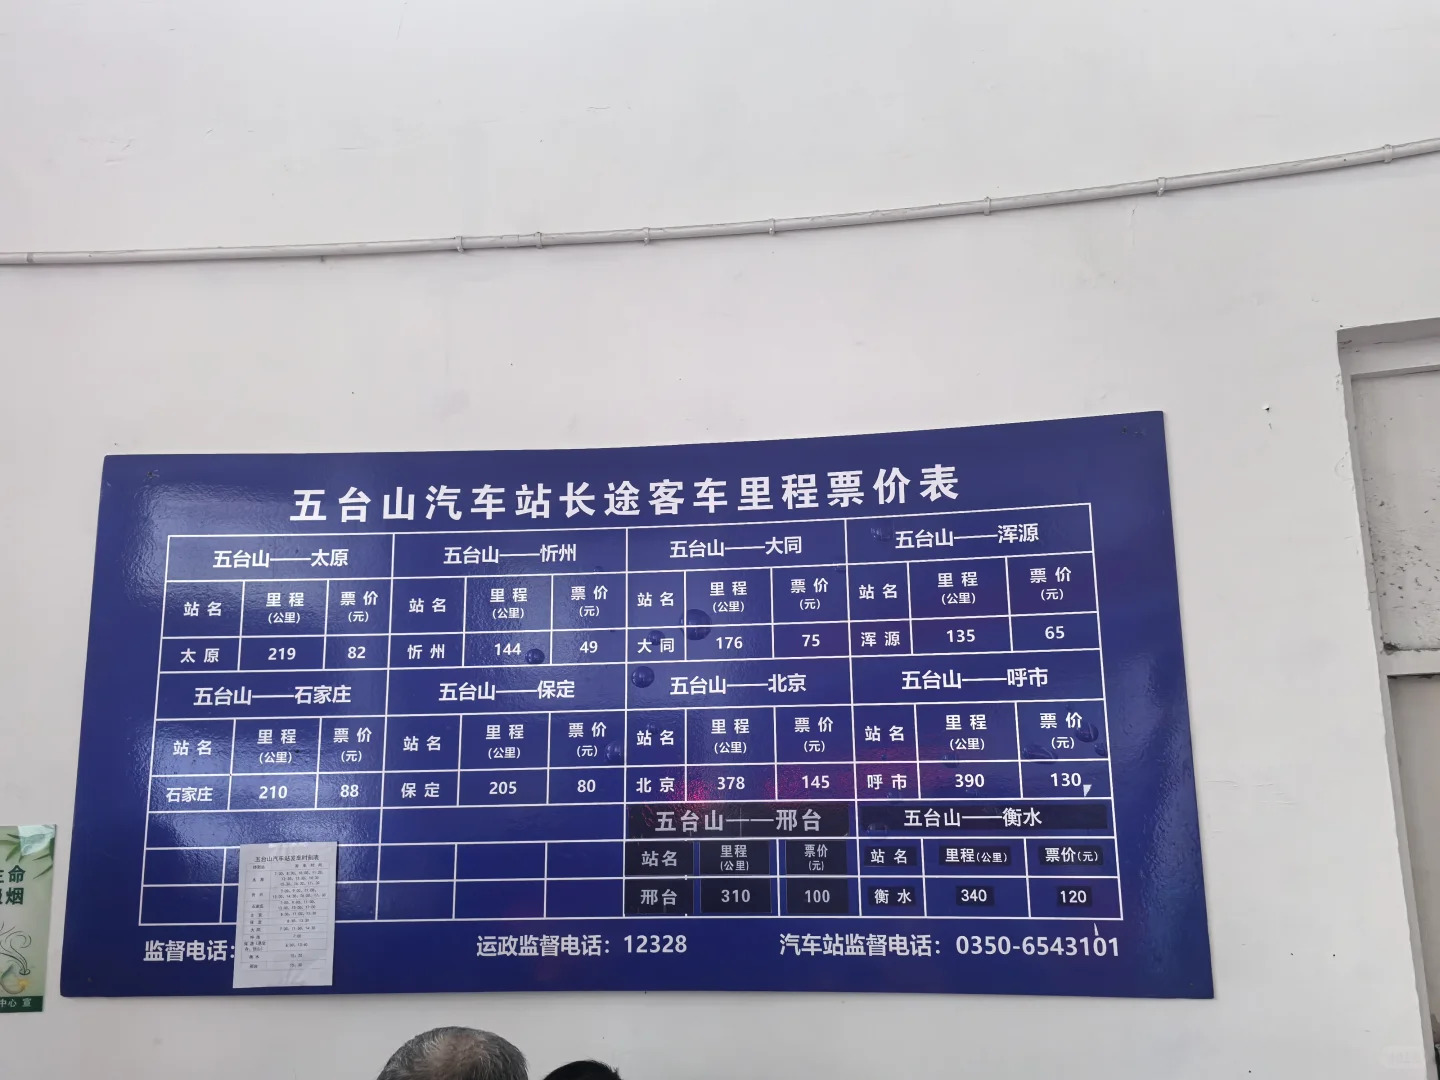 五台山汽车站长途客车里程票价表
五台山——太原 五台山——忻州 五台山——大同 五台山——浑源
站名 里程(公里) 票价(元) 站名 里程(公里) 票价(元) 站名 里程(公里) 票价(元) 站名 里程(公里) 票价(元)
太原 219 82 忻州 144 49 大同 176 75 浑源 135 65
五台山——石家庄 五台山——保定 五台山——北京 五台山——呼市
站名 里程(公里) 票价(元) 站名 里程(公里) 票价(元) 站名 里程(公里) 票价(元) 站名 里程(公里) 票价(元)
石家庄 210 88 保定 205 80 北京 378 145 呼市 390 130
五台山——邢台 五台山——衡水
站名 里程(公里) 票价(元) 站名 里程(公里) 票价(元)
邢台 310 100 衡水 340 120
监督电话： 运政监督电话：12328 汽车站监督电话：0350-6543101
五台山汽车站发车时刻表
命
烟
中心 宣